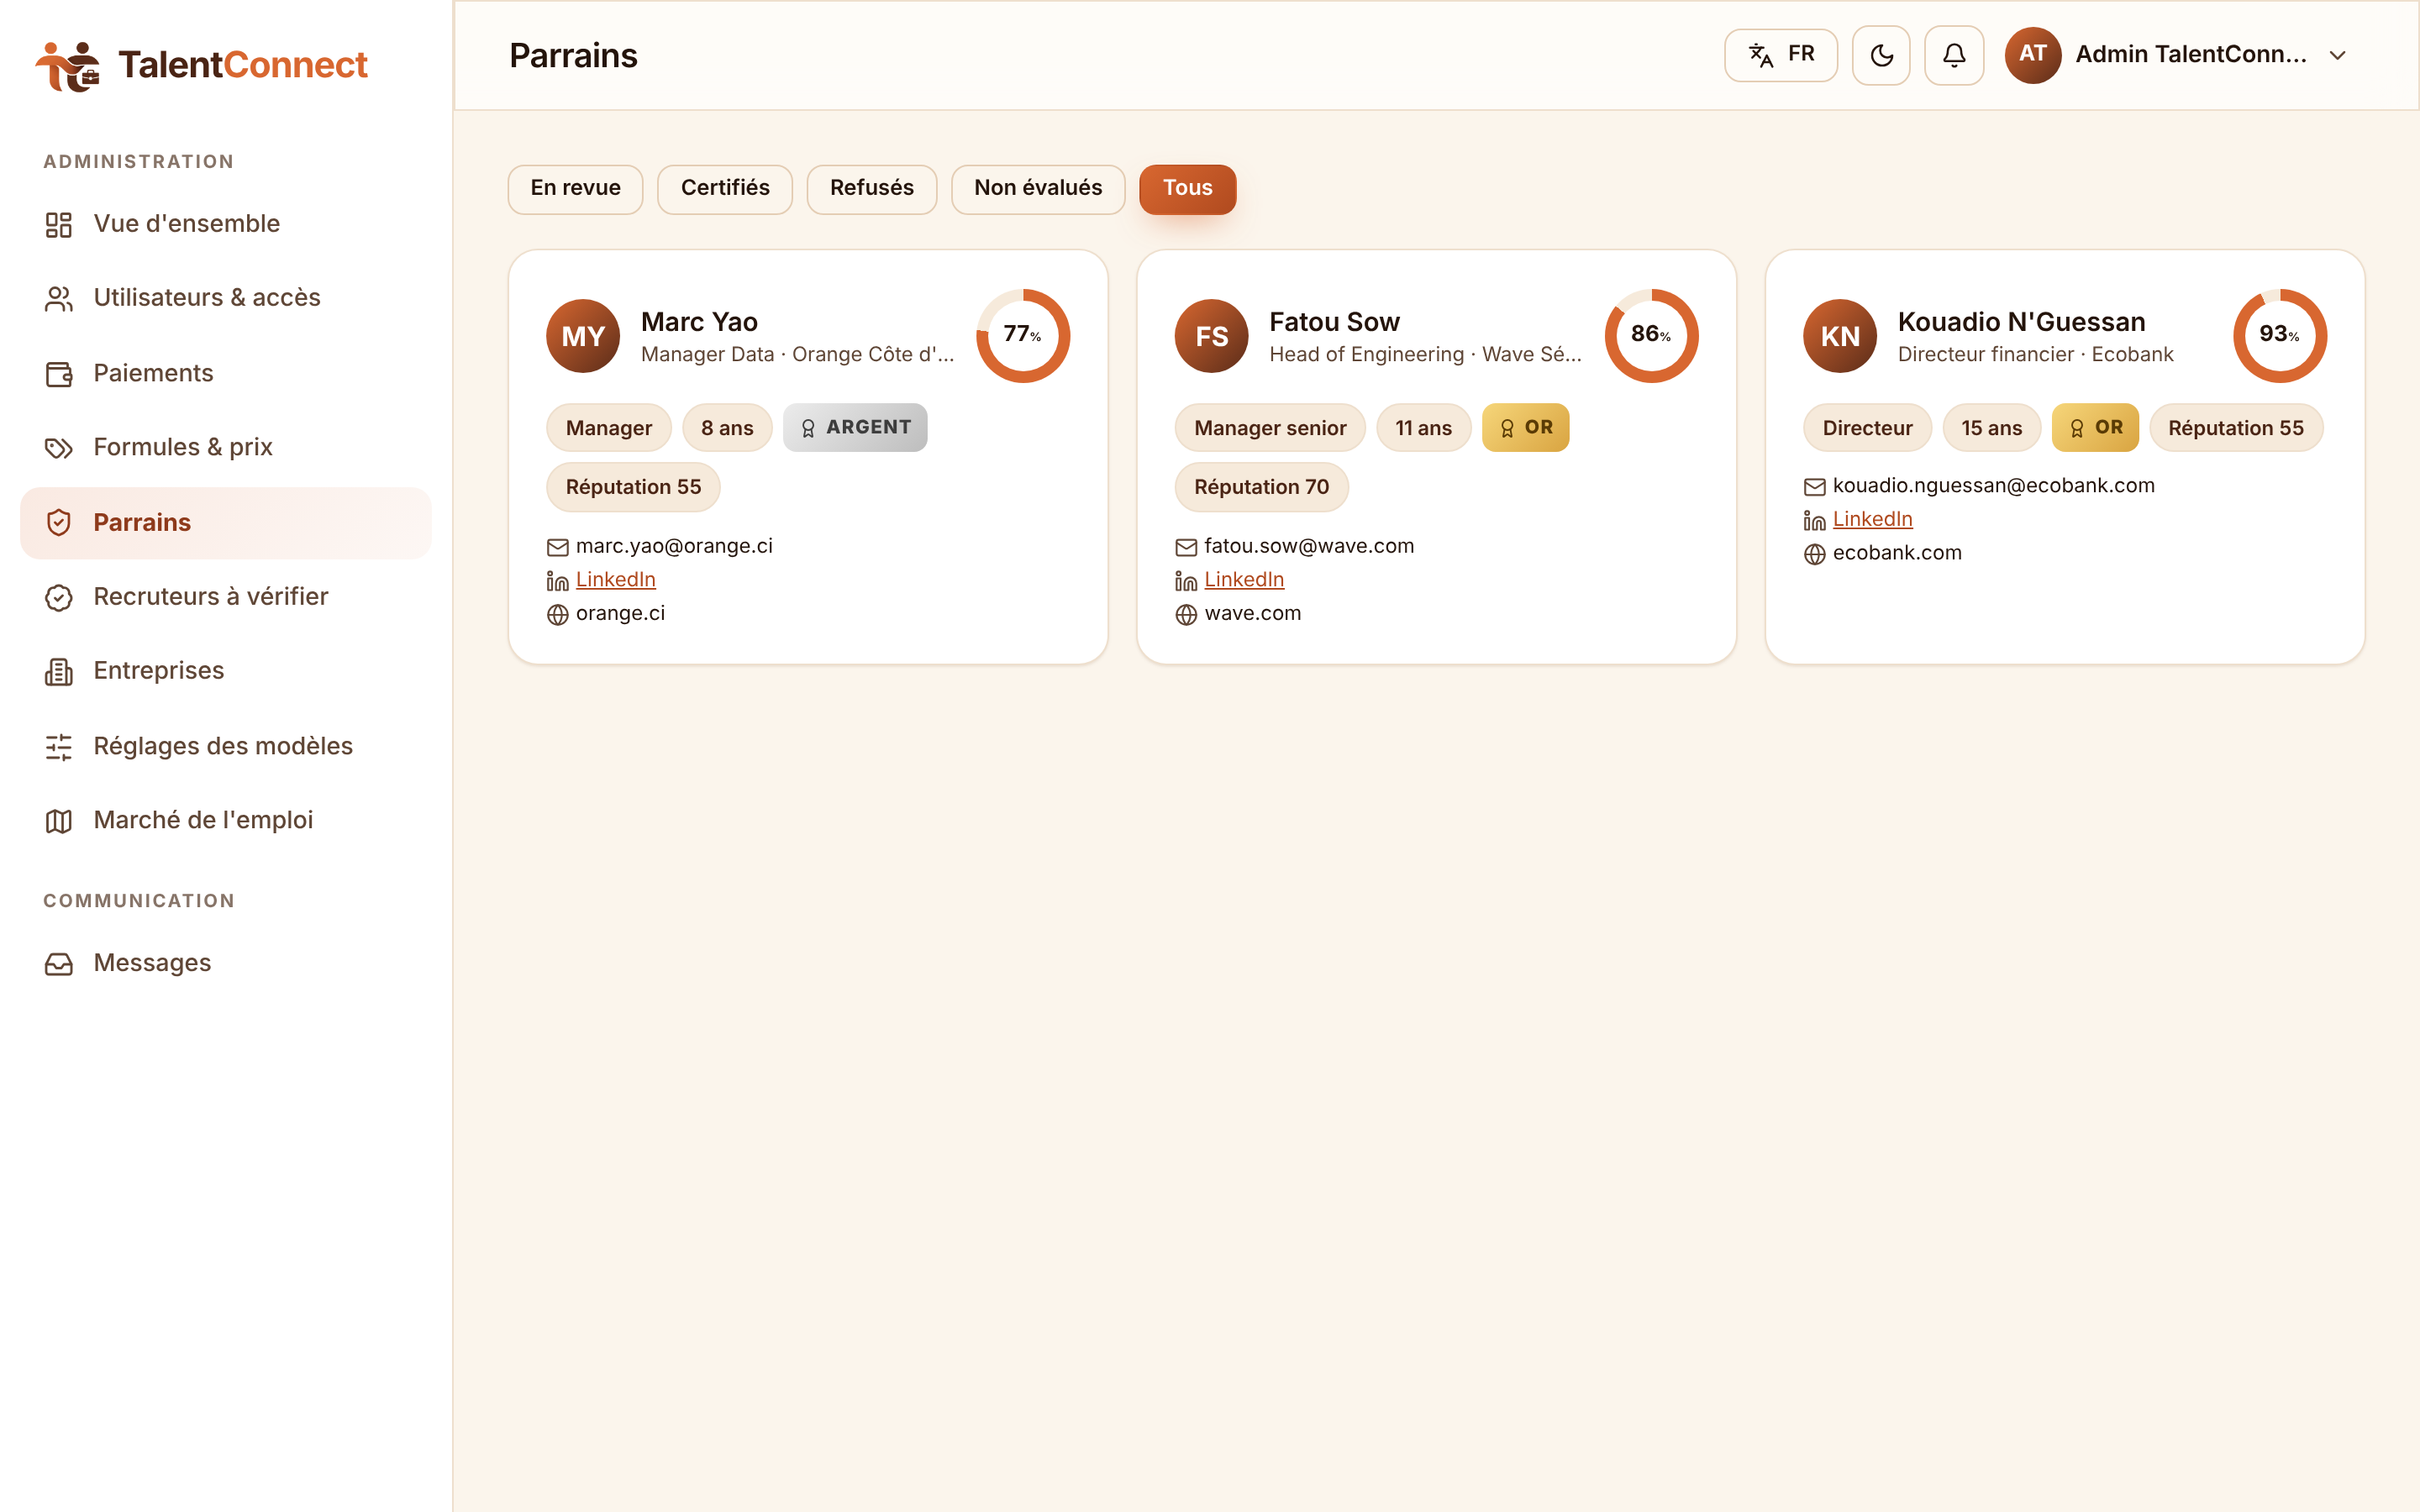 TalentConnect
ADMINISTRATION
Vue d'ensemble
Utilisateurs & accès
Paiements
Formules & prix
Parrains
Recruteurs à vérifier
Entreprises
Réglages des modèles
Marché de l'emploi
COMMUNICATION
Messages
Parrains
FR
AT
Admin TalentConn...
En revue
Certifiés
Refusés
Non évalués
Tous
MY
Marc Yao
Manager Data · Orange Côte d'...
77%
Manager
8 ans
ARGENT
Réputation 55
marc.yao@orange.ci
LinkedIn
orange.ci
FS
Fatou Sow
Head of Engineering · Wave Sé...
86%
Manager senior
11 ans
OR
Réputation 70
fatou.sow@wave.com
LinkedIn
wave.com
KN
Kouadio N'Guessan
Directeur financier · Ecobank
93%
Directeur
15 ans
OR
Réputation 55
kouadio.nguessan@ecobank.com
LinkedIn
ecobank.com